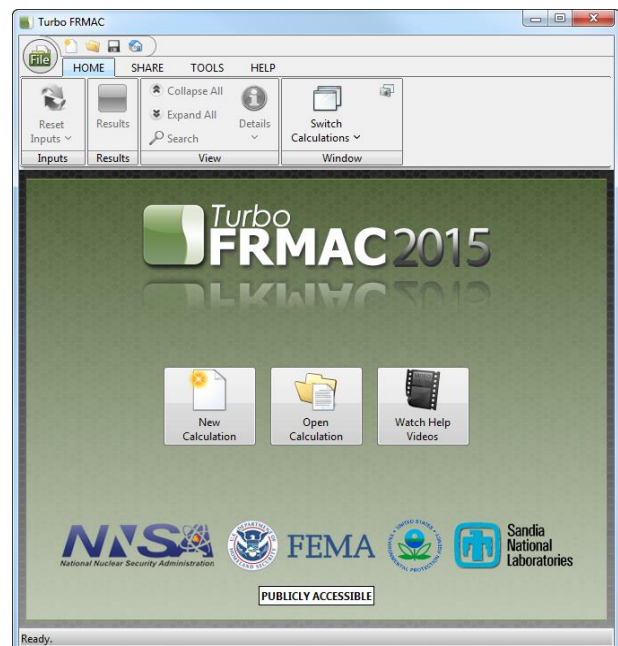 Turbo FRMAC
File
HOME SHARE TOOLS HELP
Reset
Inputs
Results
Collapse All
Expand All
Search
Details
Switch
Calculations
Inputs Results View Window
Turbo
FRMAC 2015
New
Calculation
Open
Calculation
Watch Help
Videos
NNSA
National Nuclear Security Administration
FEMA
Sandia
National
Laboratories
PUBLICLY ACCESSIBLE
Ready.